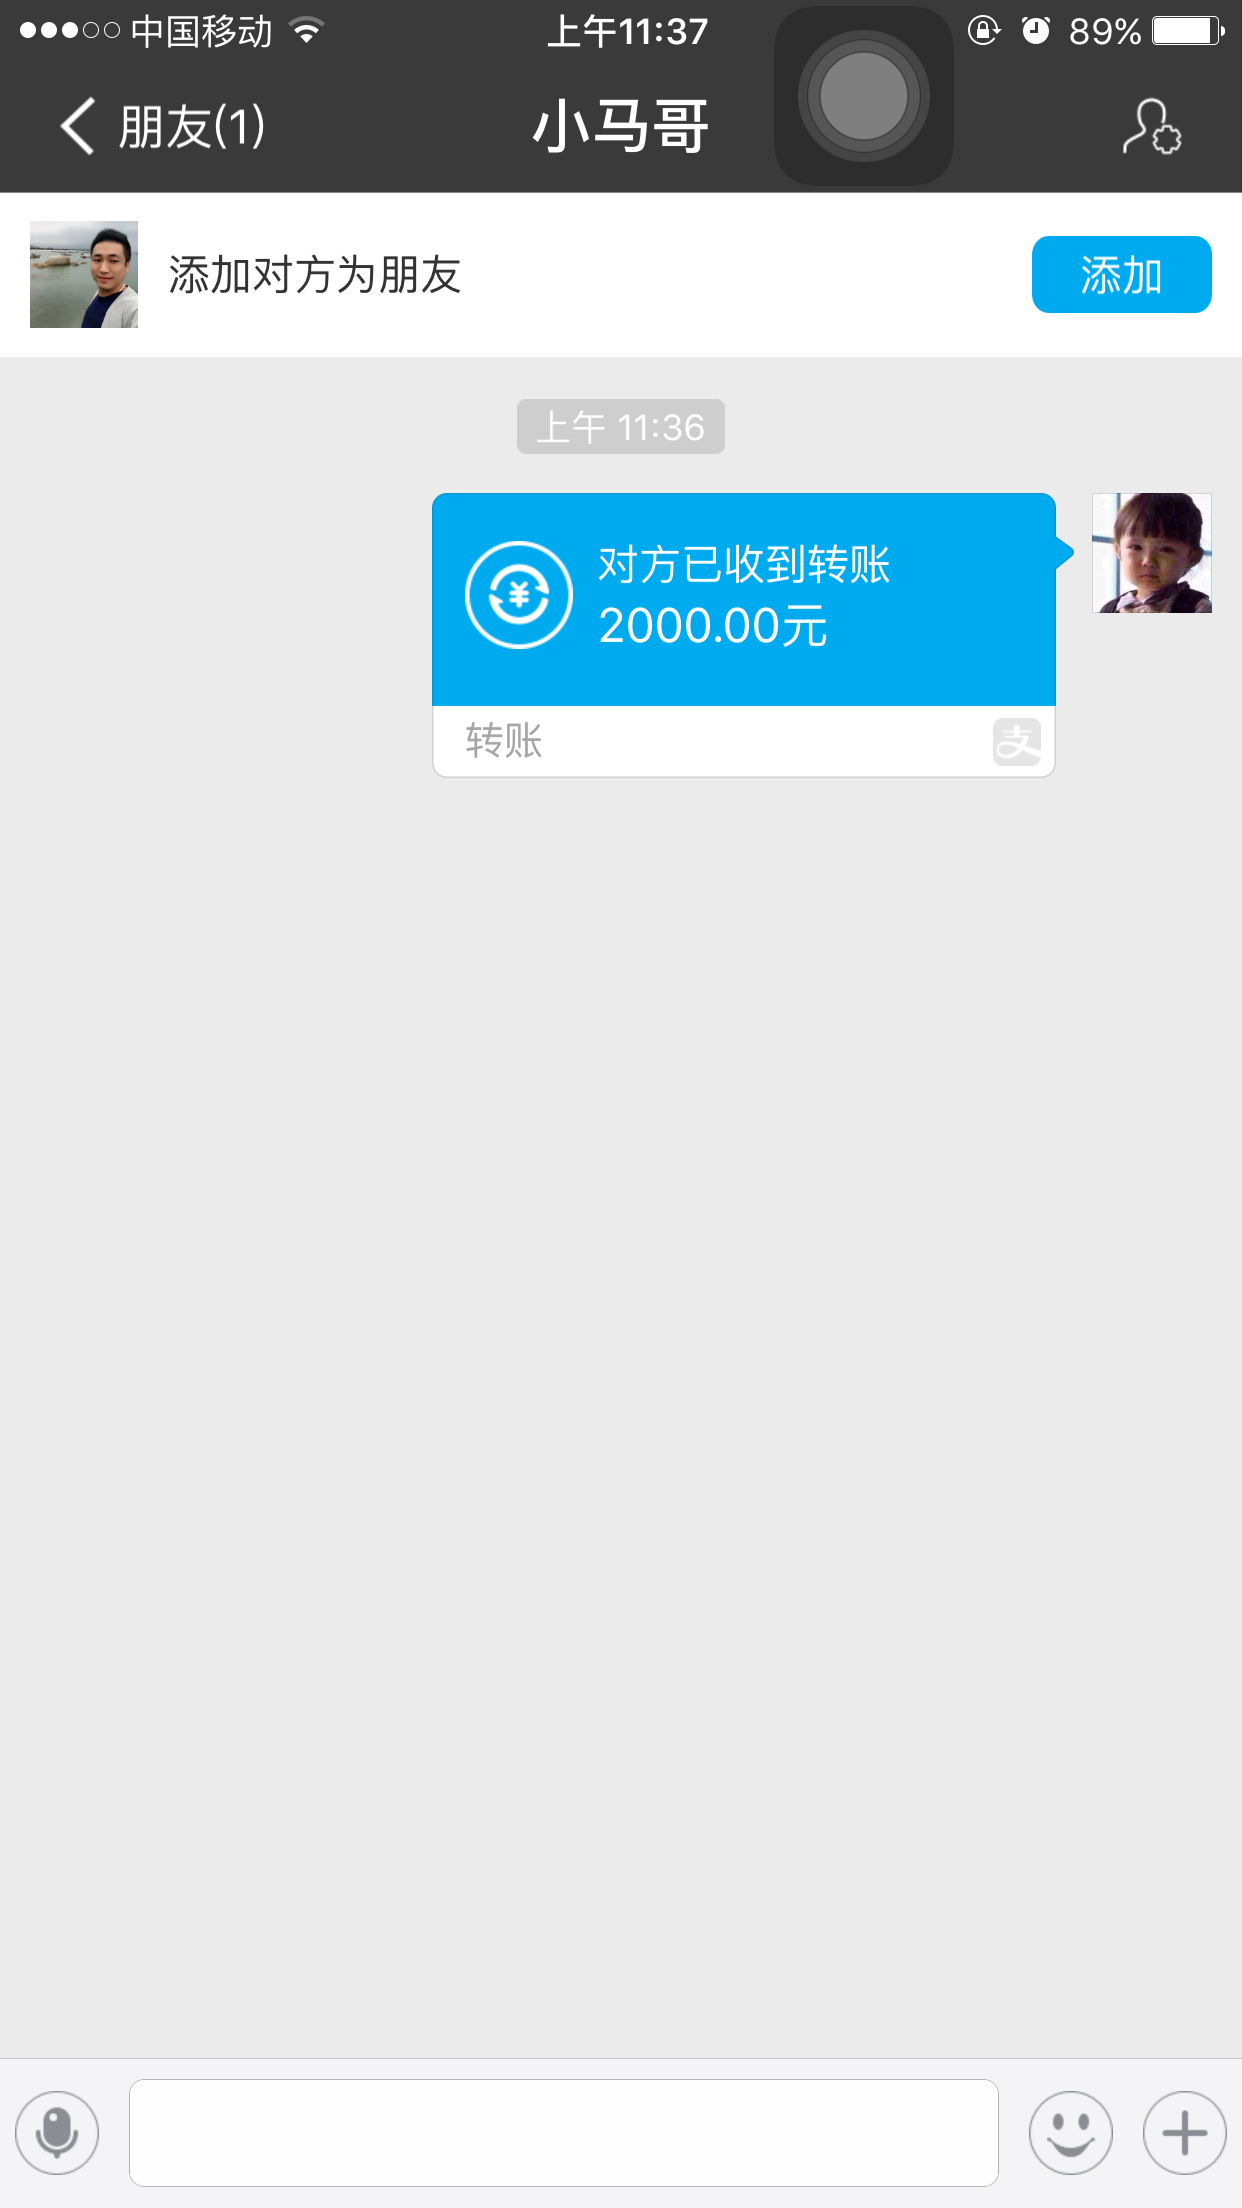 中国移动
上午11:37
89%
朋友(1)
小马哥
添加对方为朋友
添加
上午 11:36
对方已收到转账
2000.00元
转账
支